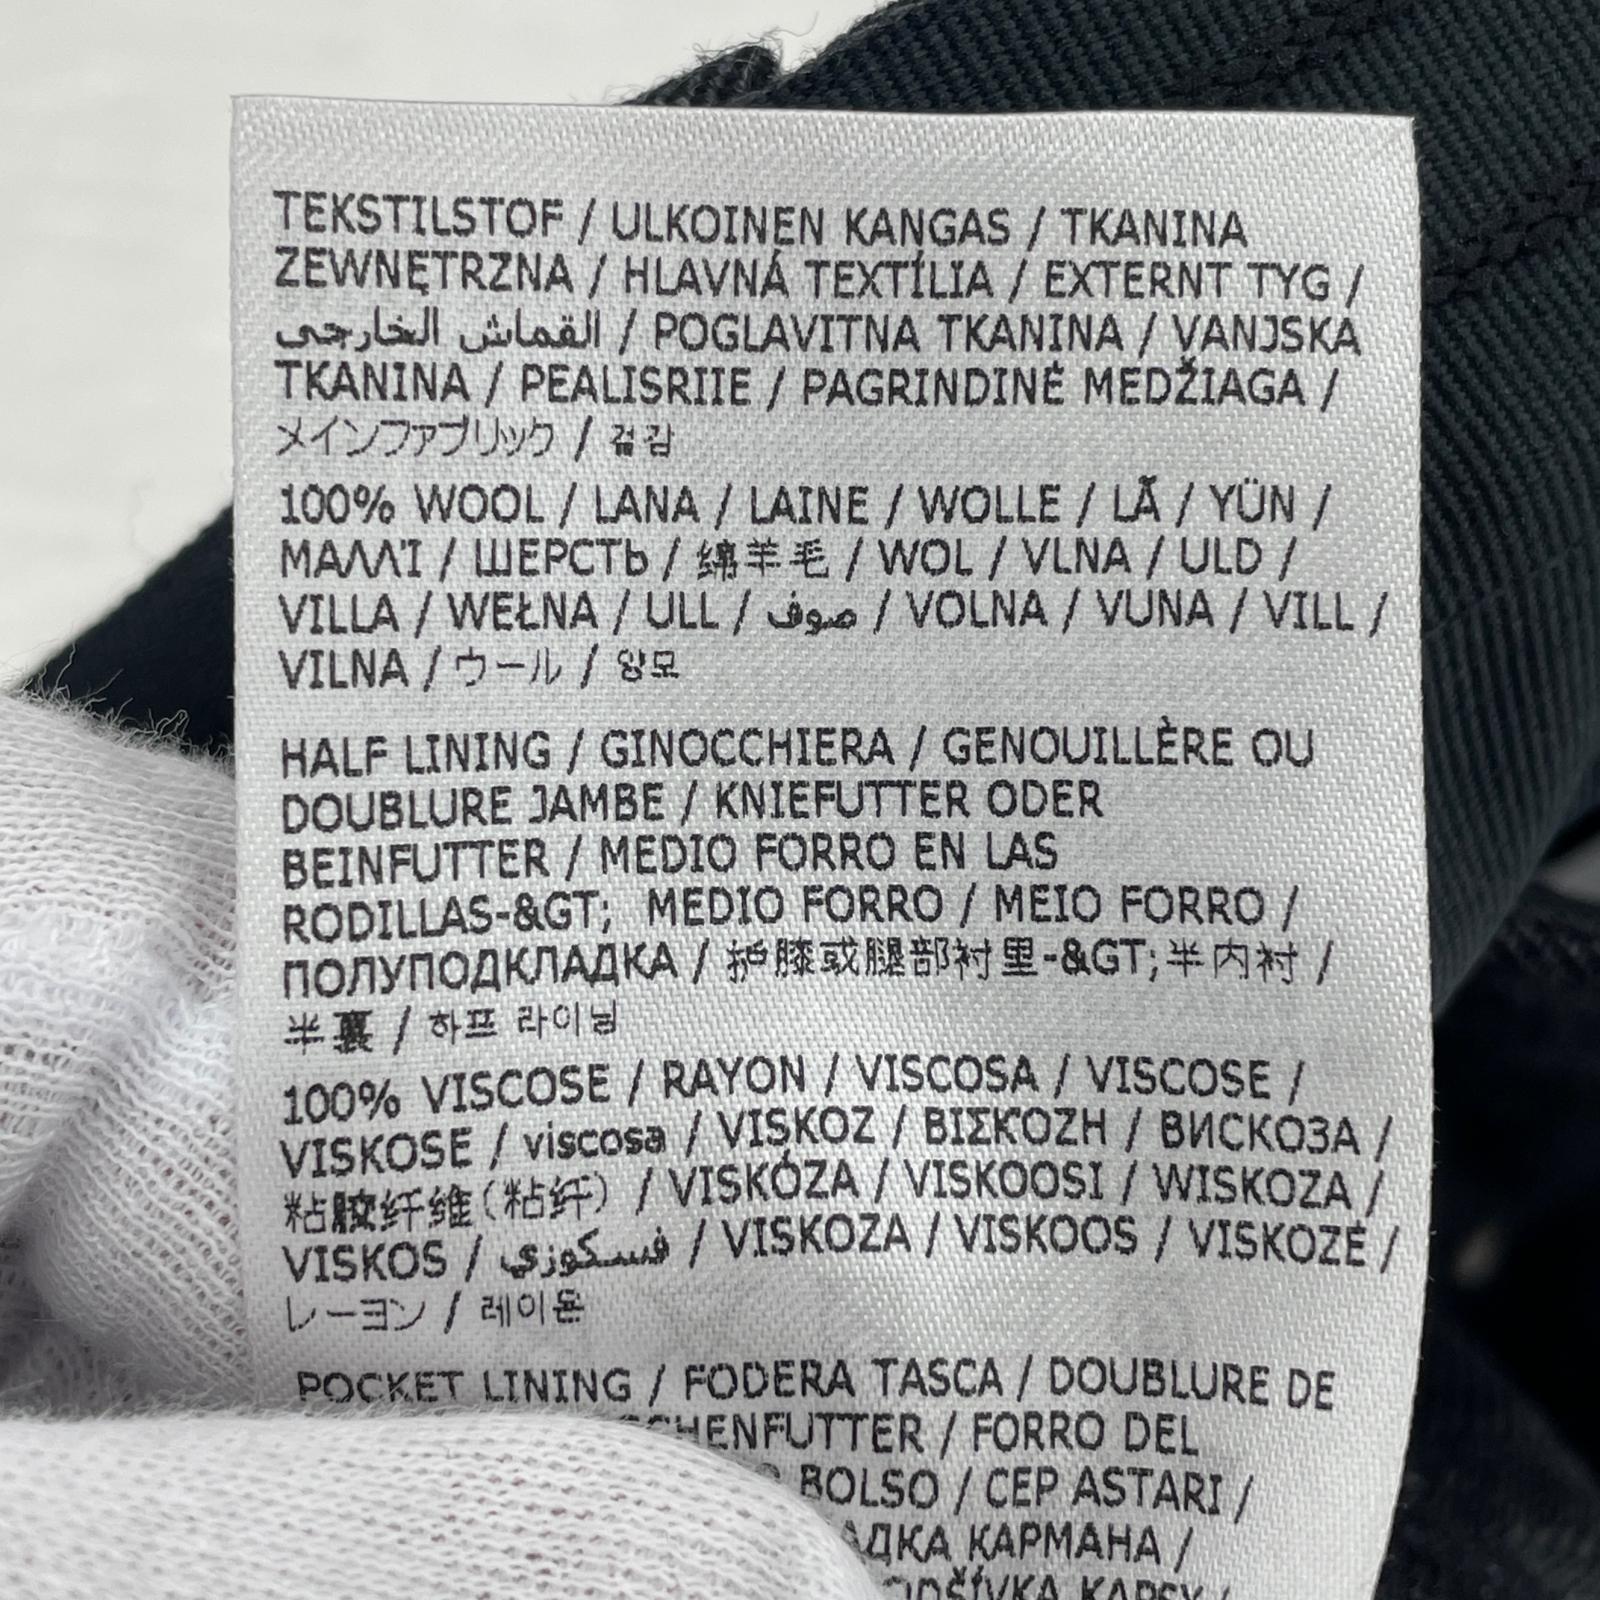 TEKSTILSTOF / ULKOINEN KANGAS / TKANINA
ZEWNĘTRZNA / HLAVNÁ TEXTÍLIA / EXTERNT TYG /
القماش الخارجي / POGLAVITNA TKANINA / VANJSKA
TKANINA / PEALISRIIE / PAGRINDINĖ MEDŽIAGA /
メインファブリック / 겉감
100% WOOL / LANA / LAINE / WOLLE / LÃ / YÜN /
ΜΑΛΛΊ / ШЕРСТЬ / 绵羊毛 / WOL / VLNA / ULD /
VILLA / WEŁNA / ULL / صوف / VOLNA / VUNA / VILL /
VILNA / ウール / 양모
HALF LINING / GINOCCHIERA / GENOUILLÈRE OU
DOUBLURE JAMBE / KNIEFUTTER ODER
BEINFUTTER / MEDIO FORRO EN LAS
RODILLAS-&GT; MEDIO FORRO / MEIO FORRO /
ПОЛУПОДКЛАДКА / 护膝或腿部衬里-&GT;半内衬 /
半裏 / 하프 라이닝
100% VISCOSE / RAYON / VISCOSA / VISCOSE /
VISKOSE / viscosa / VISKOZ / ΒΙΣΚΟΖΗ / ВИСКОЗА /
粘胶纤维(粘纤) / VISKÓZA / VISKOOSI / WISKOZA /
VISKOS / فسكوزي / VISKOZA / VISKOOS / VISKOZĖ /
レーヨン / 레이온
POCKET LINING / FODERA TASCA / DOUBLURE DE
CHENFUTTER / FORRO DEL
BOLSO / CEP ASTARI /
ДКА КАРМАНА /
KAPSY /